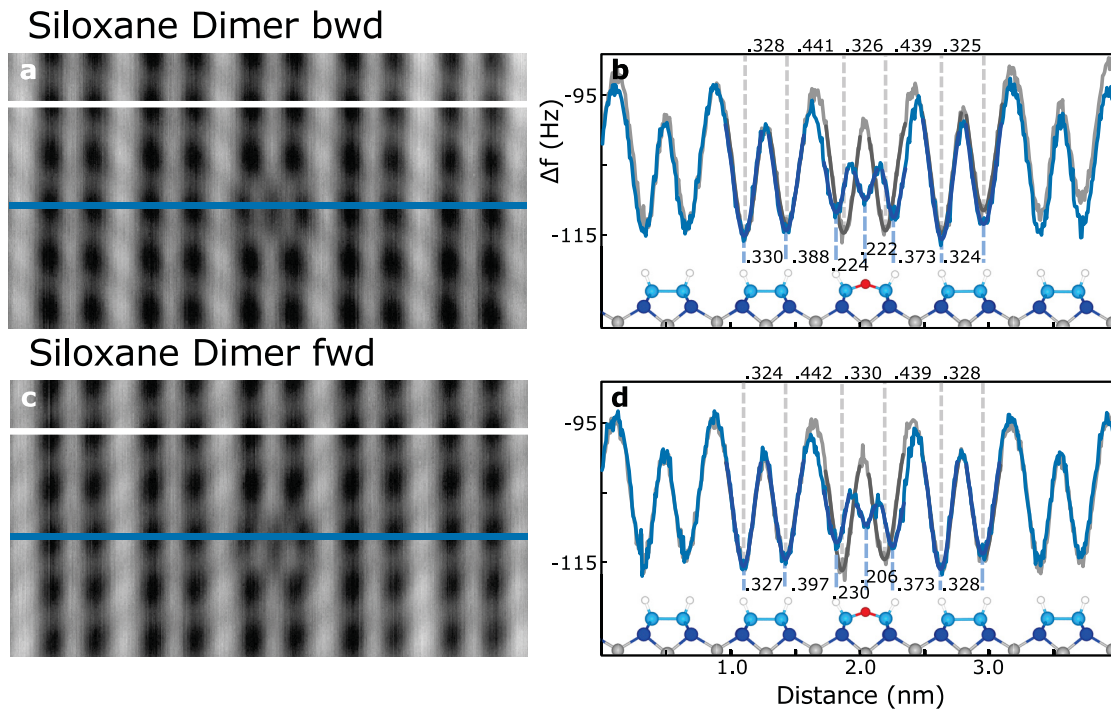 Siloxane Dimer bwd
a
b
.328 .441 .326 .439 .325
-95
-115
Δf (Hz)
.330 .388 .224 .222 .373 .324
Siloxane Dimer fwd
c
d
.324 .442 .330 .439 .328
-95
-115
.327 .397 .230 .206 .373 .328
1.0 2.0 3.0
Distance (nm)